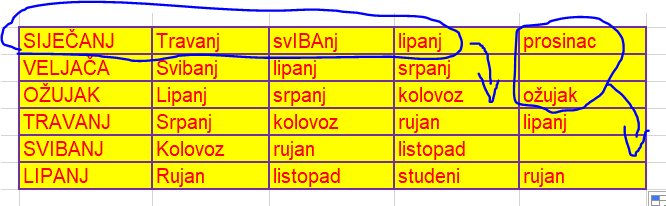 SIJEČANJ Travanj svIBAnj lipanj prosinac
VELJAČA Svibanj lipanj srpanj
OŽUJAK Lipanj srpanj kolovoz ožujak
TRAVANJ Srpanj kolovoz rujan lipanj
SVIBANJ Kolovoz rujan listopad
LIPANJ Rujan listopad studeni rujan